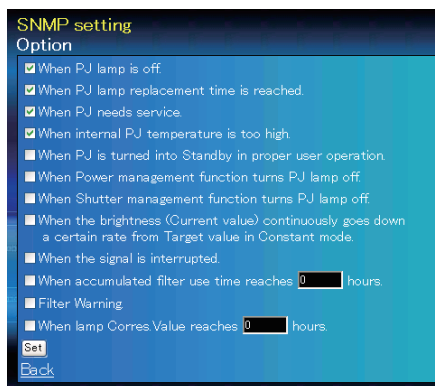 SNMP setting
Option
When PJ lamp is off.
When PJ lamp replacement time is reached.
When PJ needs service.
When internal PJ temperature is too high.
When PJ is turned into Standby in proper user operation.
When Power management function turns PJ lamp off.
When Shutter management function turns PJ lamp off.
When the brightness (Current value) continuously goes down
a certain rate from Target value in Constant mode.
When the signal is interrupted.
When accumulated filter use time reaches 0 hours.
Filter Warning.
When lamp Corres.Value reaches 0 hours.
Set
Back